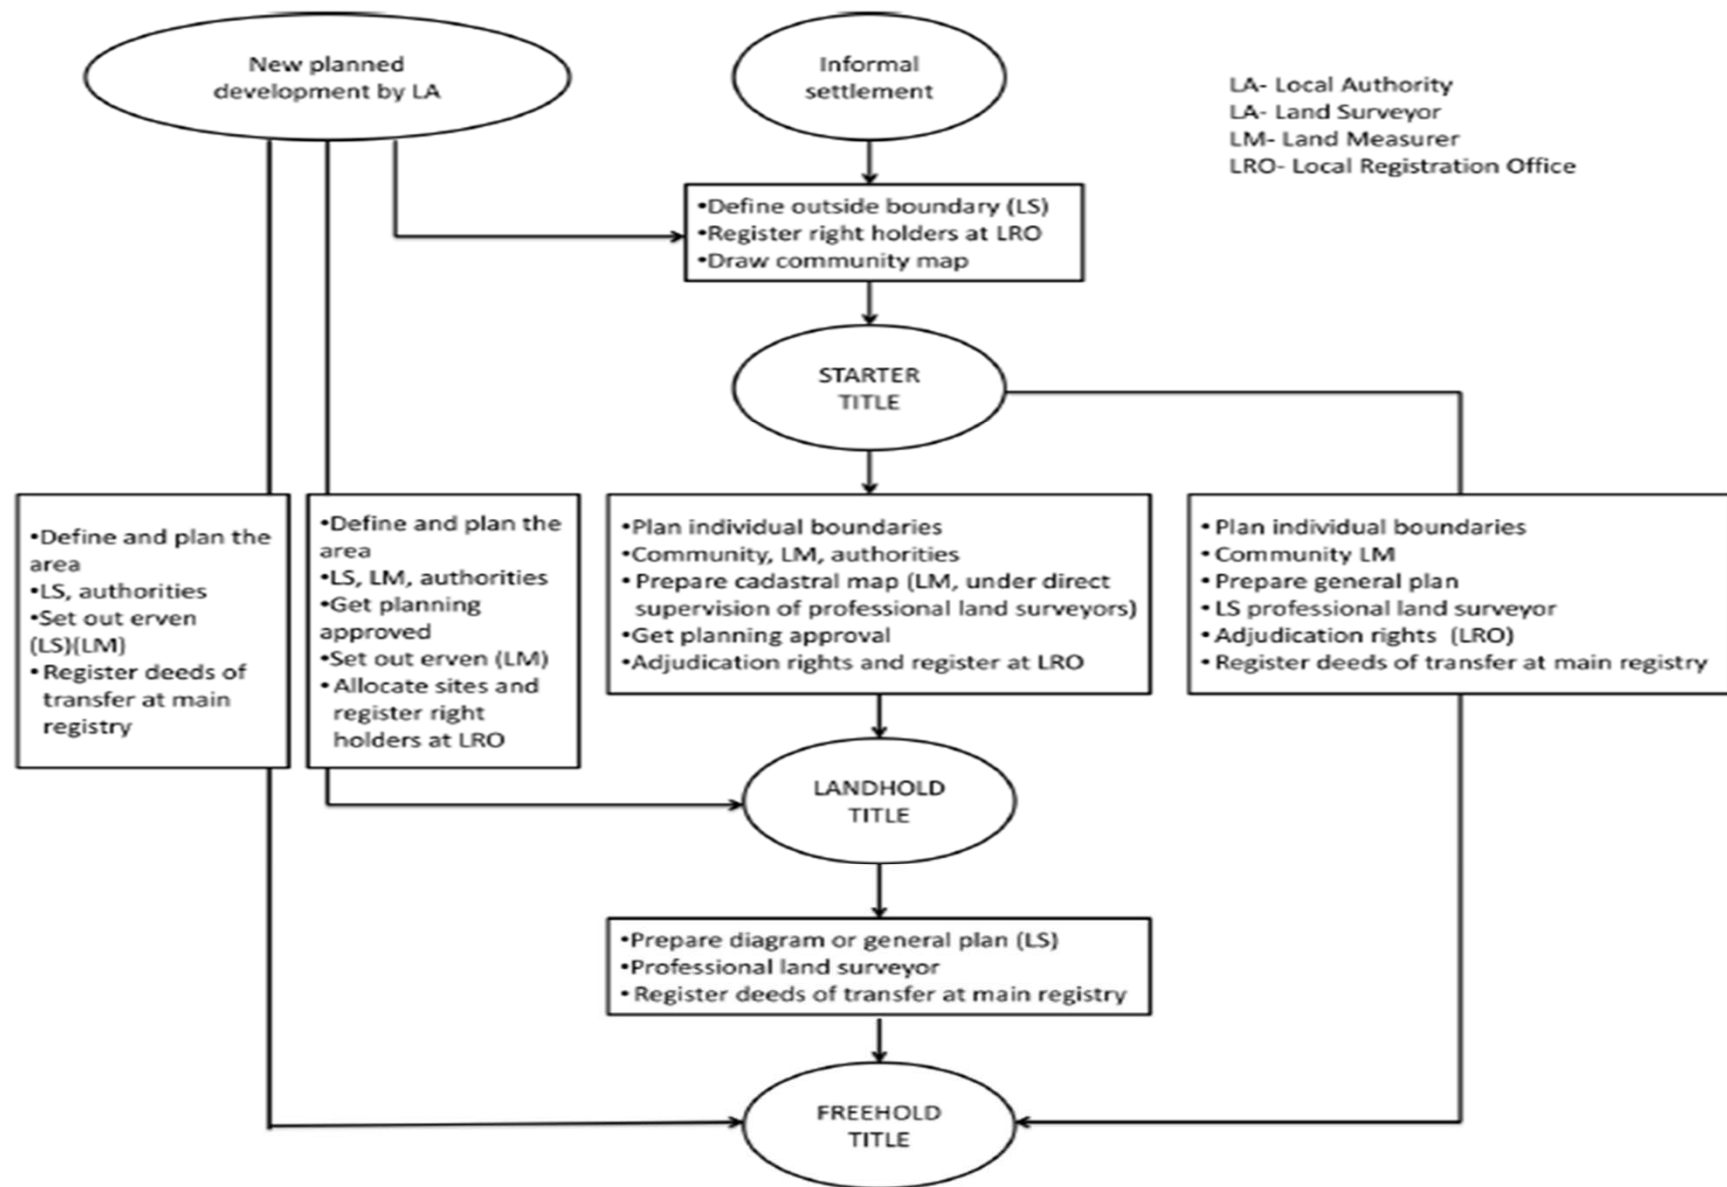 New planned
development by LA
Informal
settlement
LA- Local Authority
LA- Land Surveyor
LM- Land Measurer
LRO- Local Registration Office
•Define outside boundary (LS)
•Register right holders at LRO
•Draw community map
STARTER
TITLE
•Define and plan the
area
•LS, authorities
•Set out erven
(LS)(LM)
•Register deeds of
transfer at main
registry
•Define and plan the
area
•LS, LM, authorities
•Get planning
approved
•Set out erven (LM)
•Allocate sites and
register right
holders at LRO
•Plan individual boundaries
•Community, LM, authorities
•Prepare cadastral map (LM, under direct
supervision of professional land surveyors)
•Get planning approval
•Adjudication rights and register at LRO
•Plan individual boundaries
•Community LM
•Prepare general plan
•LS professional land surveyor
•Adjudication rights (LRO)
•Register deeds of transfer at main registry
LANDHOLD
TITLE
•Prepare diagram or general plan (LS)
•Professional land surveyor
•Register deeds of transfer at main registry
FREEHOLD
TITLE